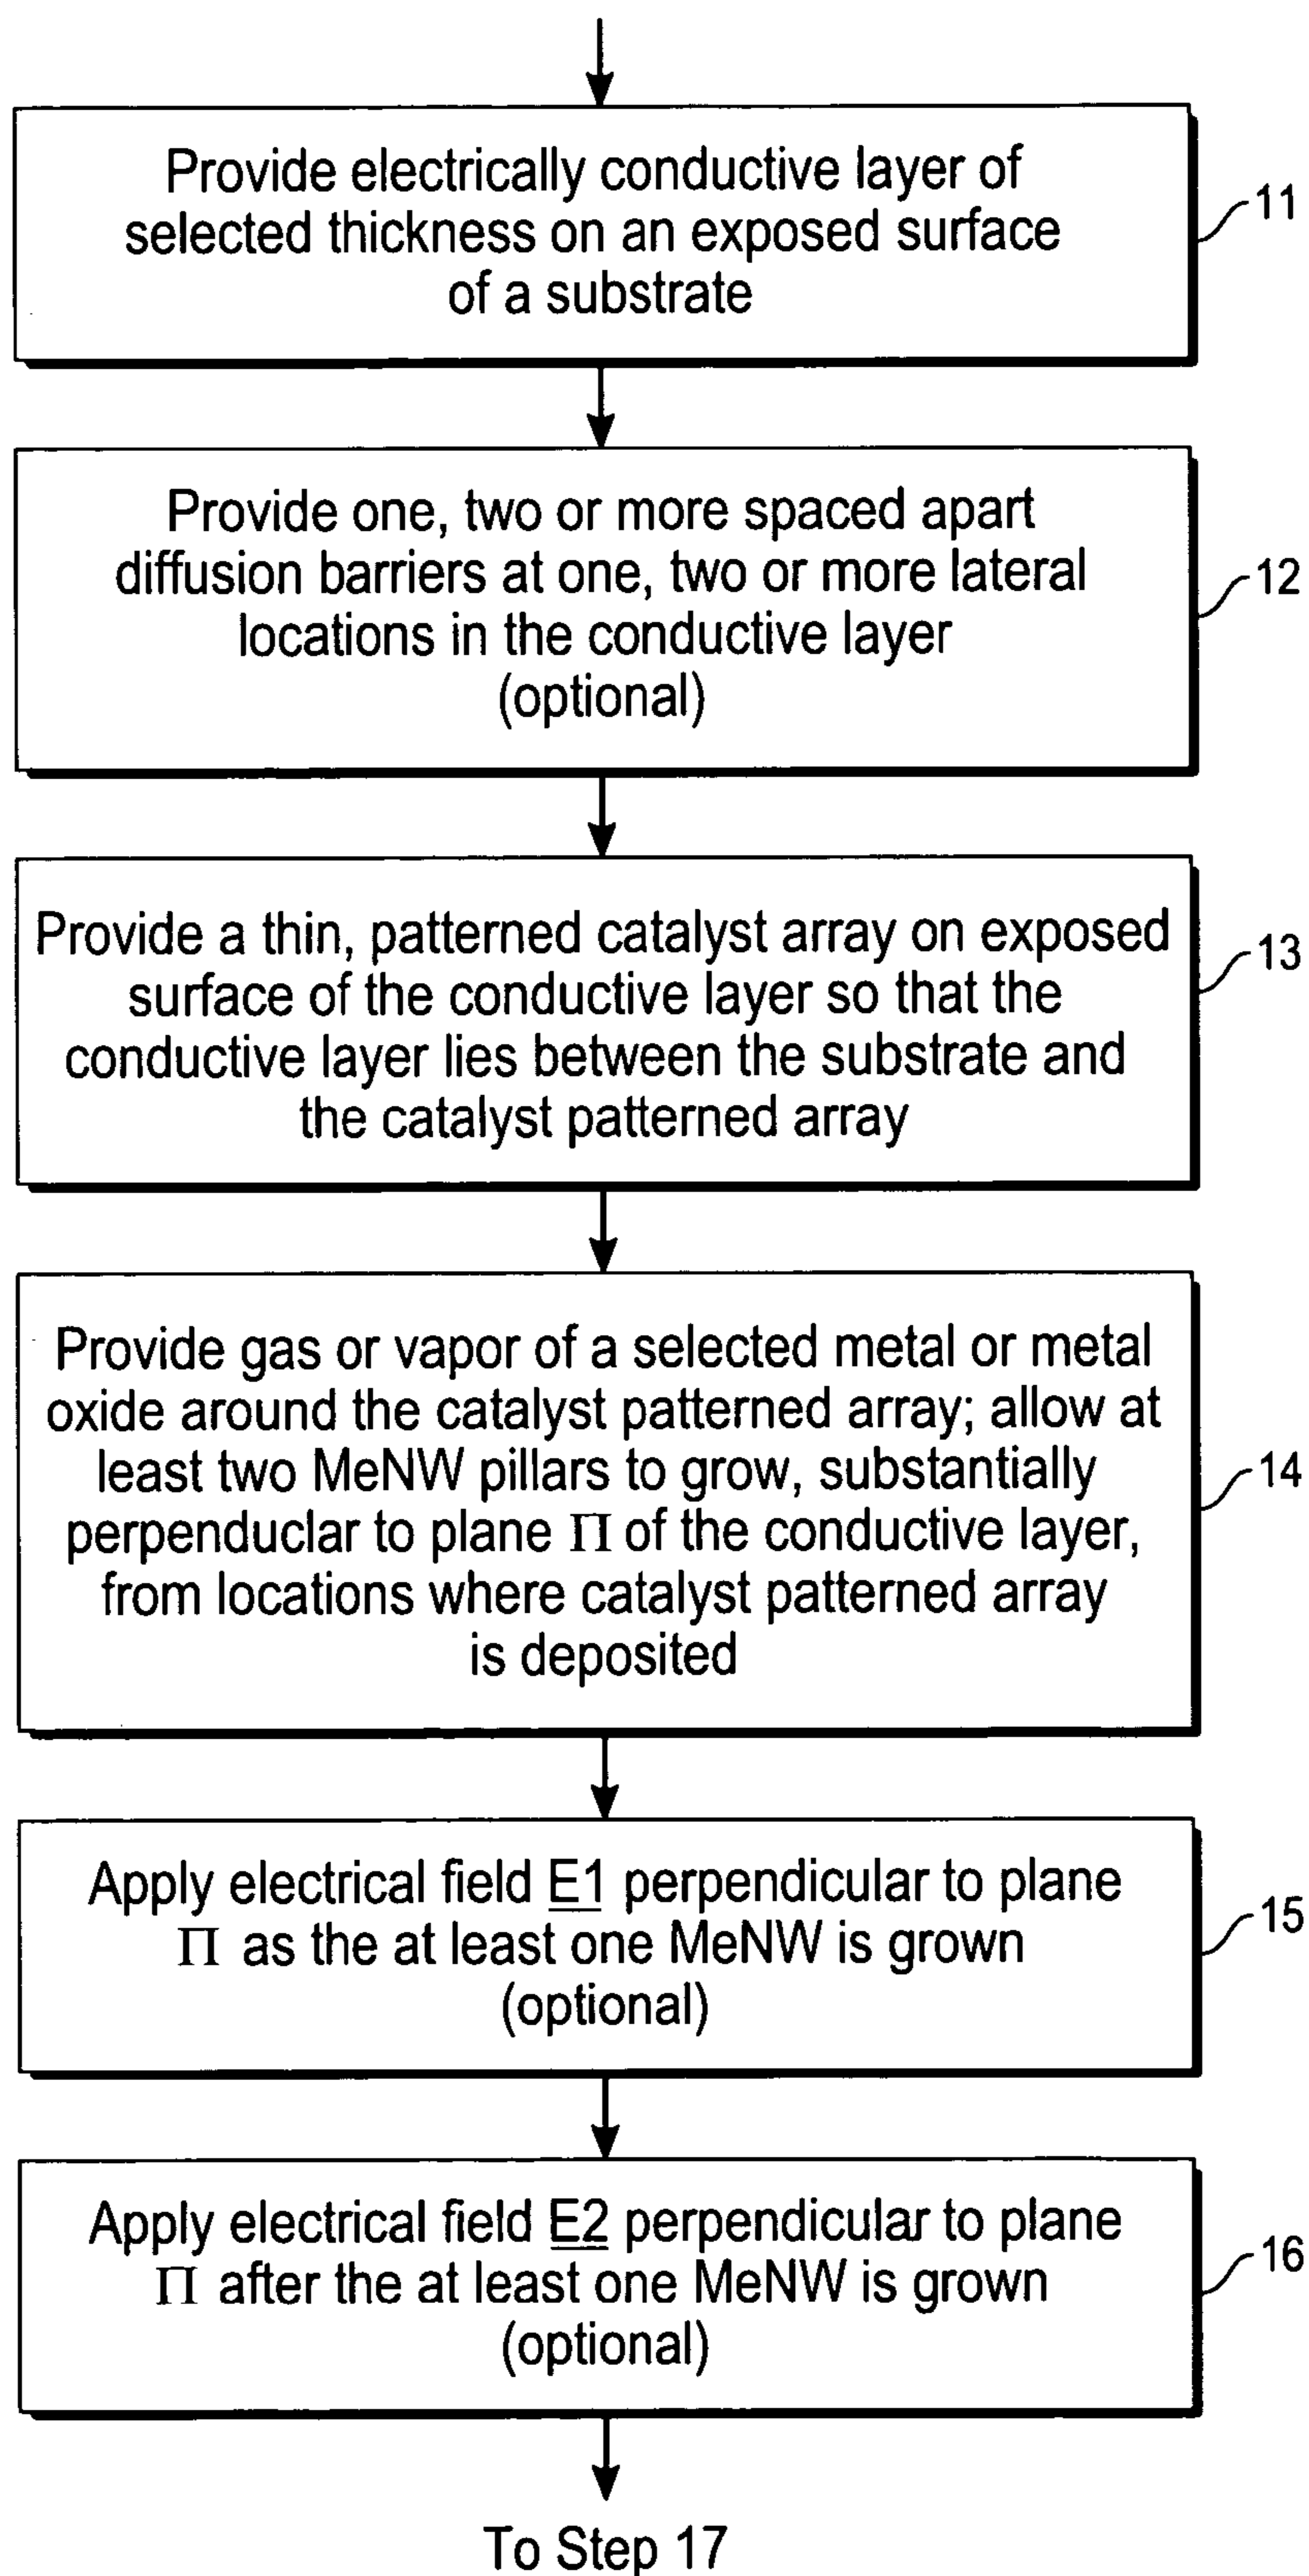 Provide electrically conductive layer of
selected thickness on an exposed surface
of a substrate
11
Provide one, two or more spaced apart
diffusion barriers at one, two or more lateral
locations in the conductive layer
(optional)
12
Provide a thin, patterned catalyst array on exposed
surface of the conductive layer so that the
conductive layer lies between the substrate and
the catalyst patterned array
13
Provide gas or vapor of a selected metal or metal
oxide around the catalyst patterned array; allow at
least two MeNW pillars to grow, substantially
perpenduclar to plane Π of the conductive layer,
from locations where catalyst patterned array
is deposited
14
Apply electrical field E1 perpendicular to plane
Π as the at least one MeNW is grown
(optional)
15
Apply electrical field E2 perpendicular to plane
Π after the at least one MeNW is grown
(optional)
16
To Step 17